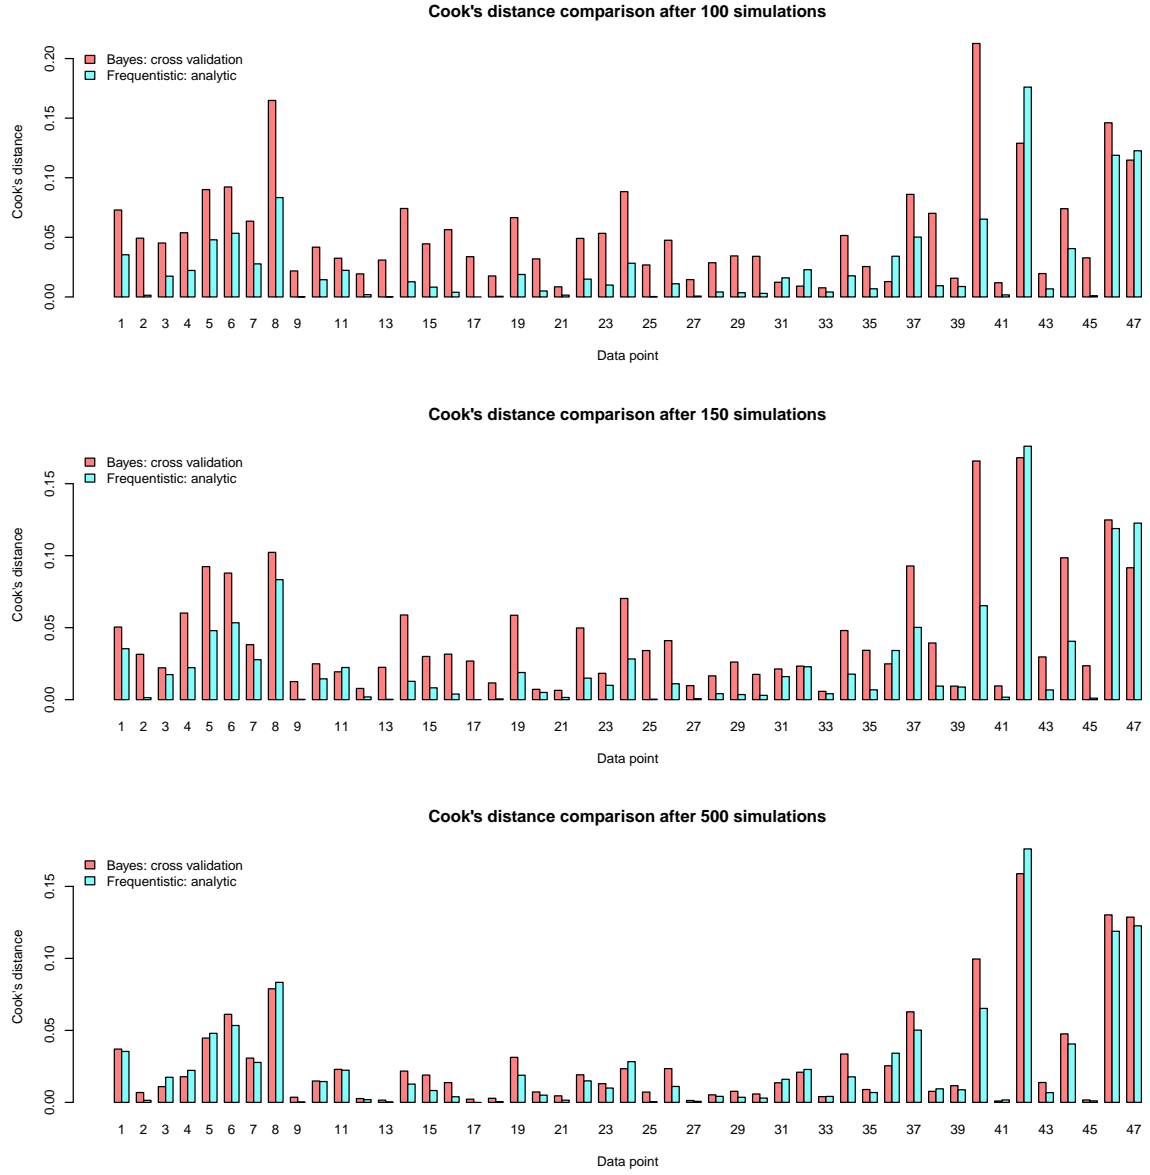 Cook's distance comparison after 100 simulations
Bayes: cross validation
Frequentistic: analytic
Cook's distance
0.00 0.05 0.10 0.15 0.20
1 2 3 4 5 6 7 8 9 11 13 15 17 19 21 23 25 27 29 31 33 35 37 39 41 43 45 47
Data point
Cook's distance comparison after 150 simulations
Bayes: cross validation
Frequentistic: analytic
Cook's distance
0.00 0.05 0.10 0.15
1 2 3 4 5 6 7 8 9 11 13 15 17 19 21 23 25 27 29 31 33 35 37 39 41 43 45 47
Data point
Cook's distance comparison after 500 simulations
Bayes: cross validation
Frequentistic: analytic
Cook's distance
0.00 0.05 0.10 0.15
1 2 3 4 5 6 7 8 9 11 13 15 17 19 21 23 25 27 29 31 33 35 37 39 41 43 45 47
Data point